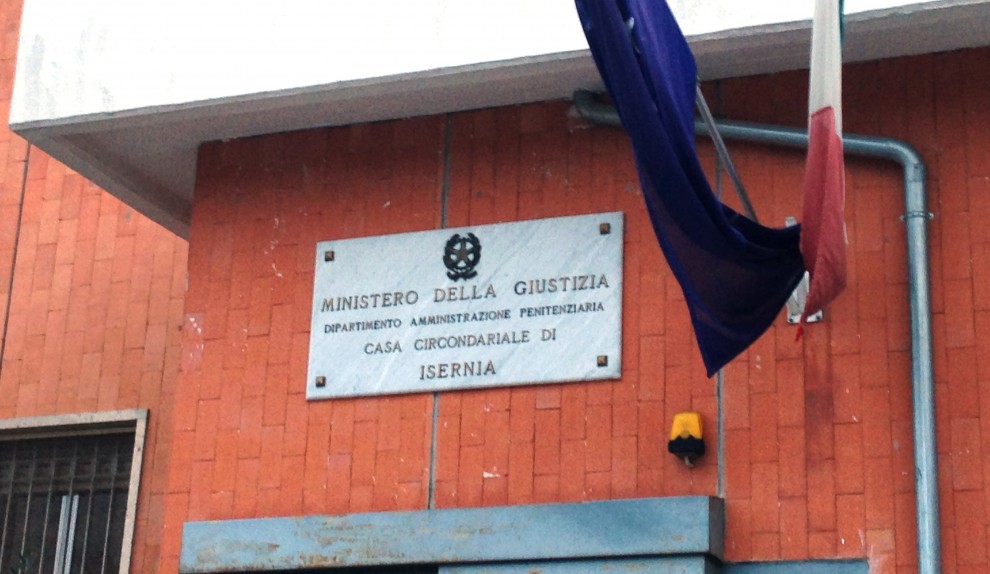 MINISTERO DELLA GIUSTIZIA
DIPARTIMENTO AMMINISTRAZIONE PENITENZIARIA
CASA CIRCONDARIALE DI
ISERNIA